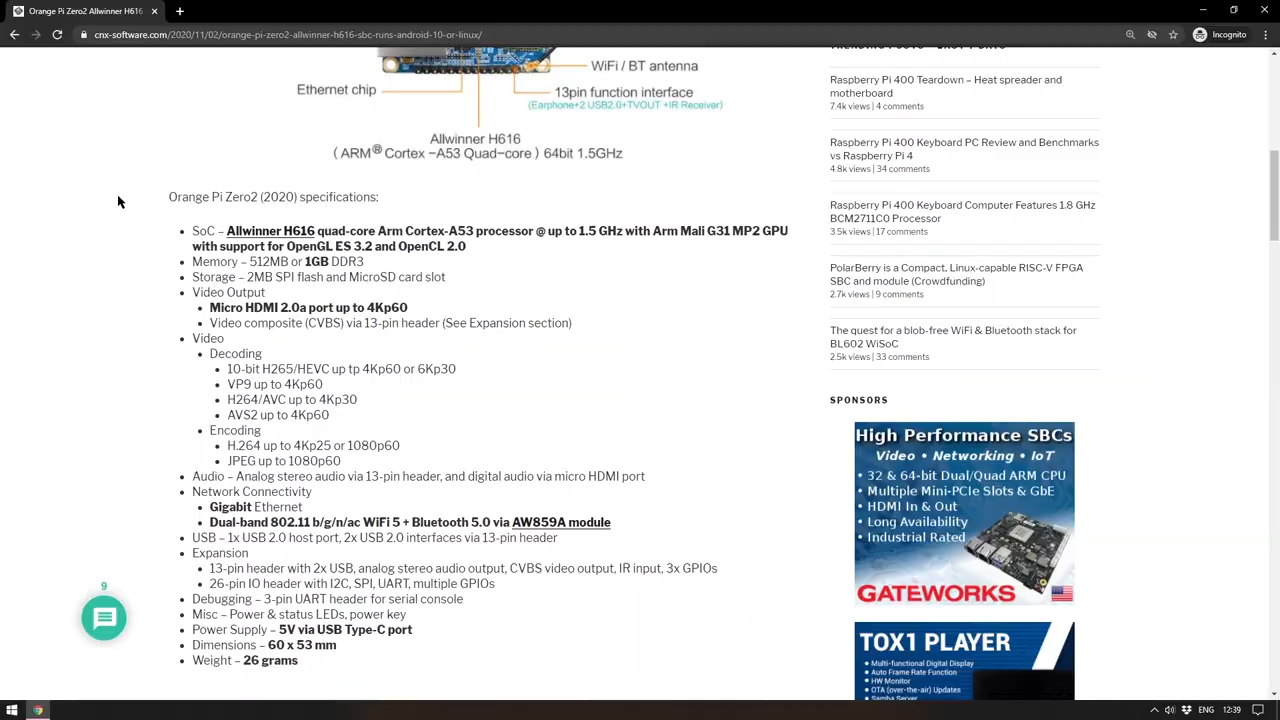 Orange Pi Zero2 Allwinner H616
cnx-software.com/2020/11/02/orange-pi-zero2-allwinner-h616-sbc-runs-android-10-or-linux/
Incognito
WiFi / BT antenna
Ethernet chip
13pin function interface
(Earphone+2 USB2.0+TVOUT +IR Receiver)
Allwinner H616
( ARM® Cortex –A53 Quad–core ) 64bit 1.5GHz
Orange Pi Zero2 (2020) specifications:
SoC – Allwinner H616 quad-core Arm Cortex-A53 processor @ up to 1.5 GHz with Arm Mali G31 MP2 GPU
with support for OpenGL ES 3.2 and OpenCL 2.0
Memory – 512MB or 1GB DDR3
Storage – 2MB SPI flash and MicroSD card slot
Video Output
Micro HDMI 2.0a port up to 4Kp60
Video composite (CVBS) via 13-pin header (See Expansion section)
Video
Decoding
10-bit H265/HEVC up tp 4Kp60 or 6Kp30
VP9 up to 4Kp60
H264/AVC up to 4Kp30
AVS2 up to 4Kp60
Encoding
H.264 up to 4Kp25 or 1080p60
JPEG up to 1080p60
Audio – Analog stereo audio via 13-pin header, and digital audio via micro HDMI port
Network Connectivity
Gigabit Ethernet
Dual-band 802.11 b/g/n/ac WiFi 5 + Bluetooth 5.0 via AW859A module
USB – 1x USB 2.0 host port, 2x USB 2.0 interfaces via 13-pin header
Expansion
13-pin header with 2x USB, analog stereo audio output, CVBS video output, IR input, 3x GPIOs
26-pin IO header with I2C, SPI, UART, multiple GPIOs
Debugging – 3-pin UART header for serial console
Misc – Power & status LEDs, power key
Power Supply – 5V via USB Type-C port
Dimensions – 60 x 53 mm
Weight – 26 grams
9
Raspberry Pi 400 Teardown – Heat spreader and
motherboard
7.4k views | 4 comments
Raspberry Pi 400 Keyboard PC Review and Benchmarks
vs Raspberry Pi 4
4.8k views | 34 comments
Raspberry Pi 400 Keyboard Computer Features 1.8 GHz
BCM2711C0 Processor
3.5k views | 17 comments
PolarBerry is a Compact, Linux-capable RISC-V FPGA
SBC and module (Crowdfunding)
2.7k views | 9 comments
The quest for a blob-free WiFi & Bluetooth stack for
BL602 WiSoC
2.5k views | 33 comments
SPONSORS
High Performance SBCs
Video • Networking • IoT
• 32 & 64-bit Dual/Quad ARM CPU
• Multiple Mini-PCIe Slots & GbE
• HDMI In & Out
• Long Availability
• Industrial Rated
GATEWORKS
TOX1 PLAYER
• Multi-functional Digital Display
• Auto Frame Rate Function
• HW Monitor
• OTA (over-the-air) Updates
ENG
12:39